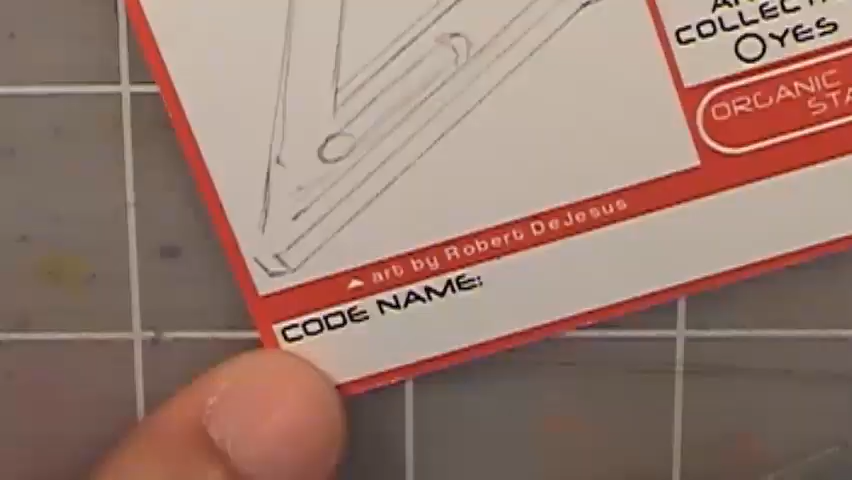 COLLECT
YES
ORGANIC
STA
art by Robert DeJesus
CODE NAME: